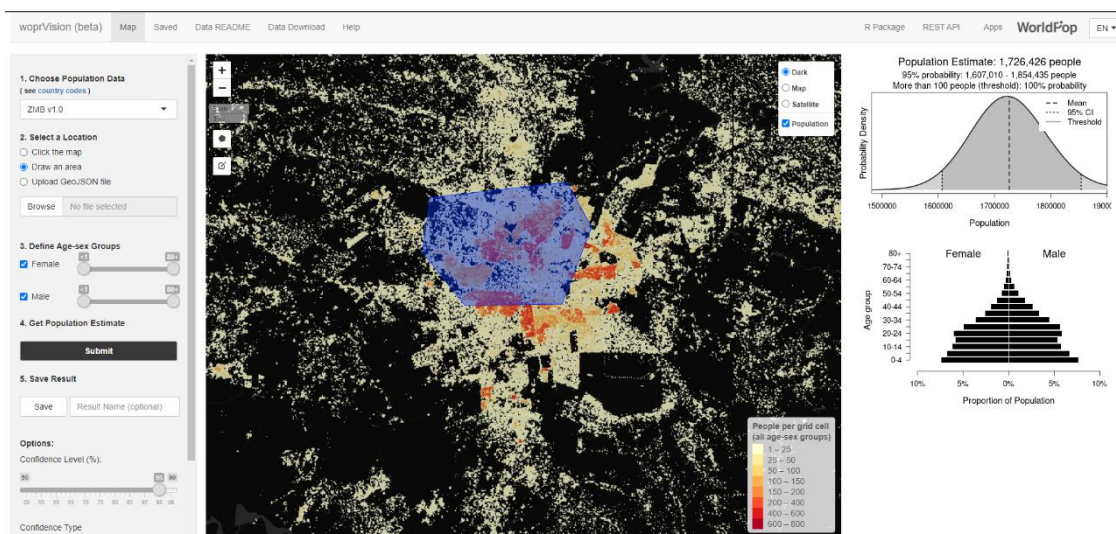 woprVision (beta) Map Saved Data README Data Download Help R Package REST API Apps WorldPop EN
1. Choose Population Data
( see country codes )
ZMB v1.0
2. Select a Location
Click the map
Draw an area
Upload GeoJSON file
Browse No file selected
3. Define Age-sex Groups
Female <1 80+
Male <1 80+
4. Get Population Estimate
Submit
5. Save Result
Save Result Name (optional)
Options:
Confidence Level (%):
50 95 99
Confidence Type
+
−
Dark
Map
Satellite
Population
People per grid cell
(all age-sex groups)
1 – 25
25 – 50
50 – 100
100 – 150
150 – 200
200 – 400
400 – 600
600 – 800
Population Estimate: 1,726,426 people
95% probability: 1,607,010 - 1,854,435 people
More than 100 people (threshold): 100% probability
Mean
95% CI
Threshold
Probability Density
1500000 1600000 1700000 1800000 1900
Population
Female Male
80+
70-74
60-64
50-54
40-44
30-34
20-24
10-14
0-4
Age group
10% 5% 0% 5% 10%
Proportion of Population